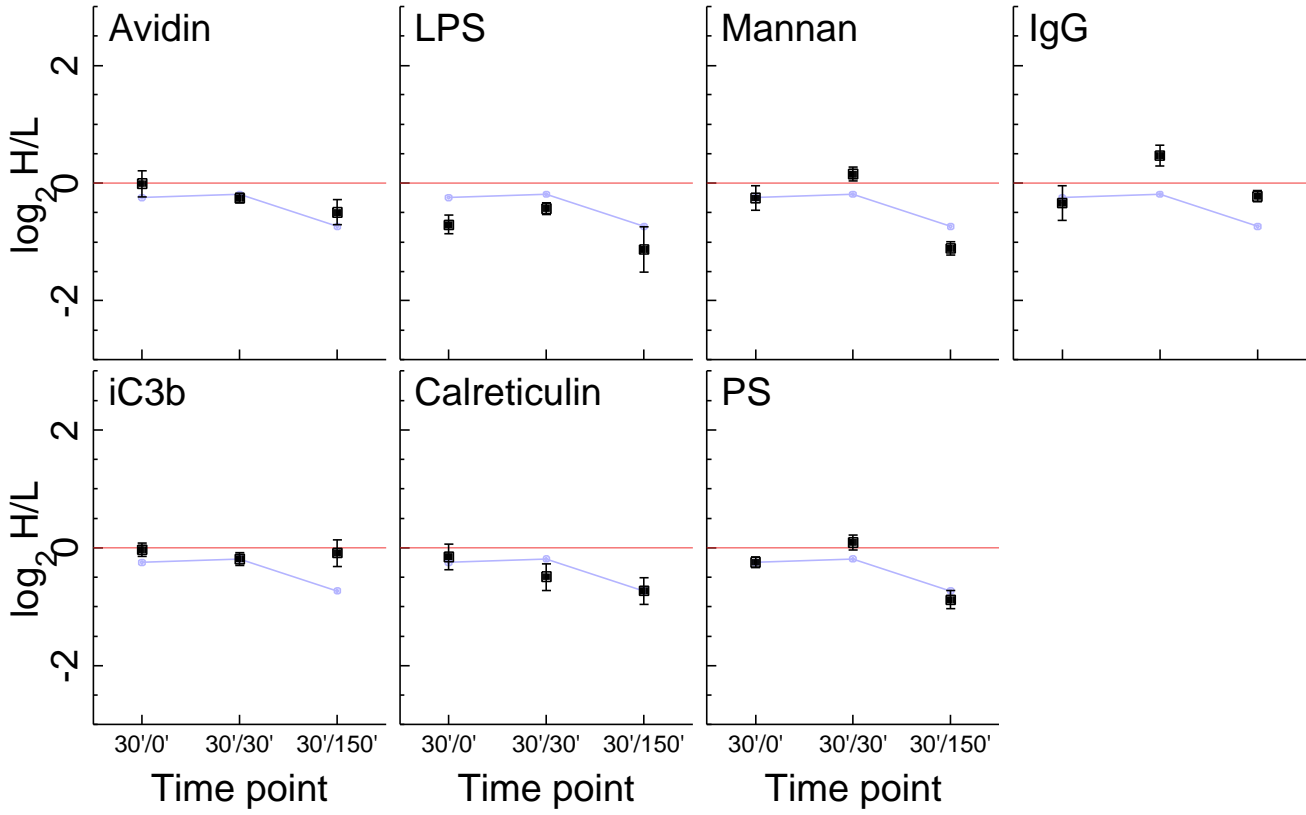 Avidin LPS Mannan IgG
2
0
-2
log2 H/L
iC3b Calreticulin PS
2
0
-2
log2 H/L
30'/0' 30'/30' 30'/150' 30'/0' 30'/30' 30'/150' 30'/0' 30'/30' 30'/150'
Time point Time point Time point